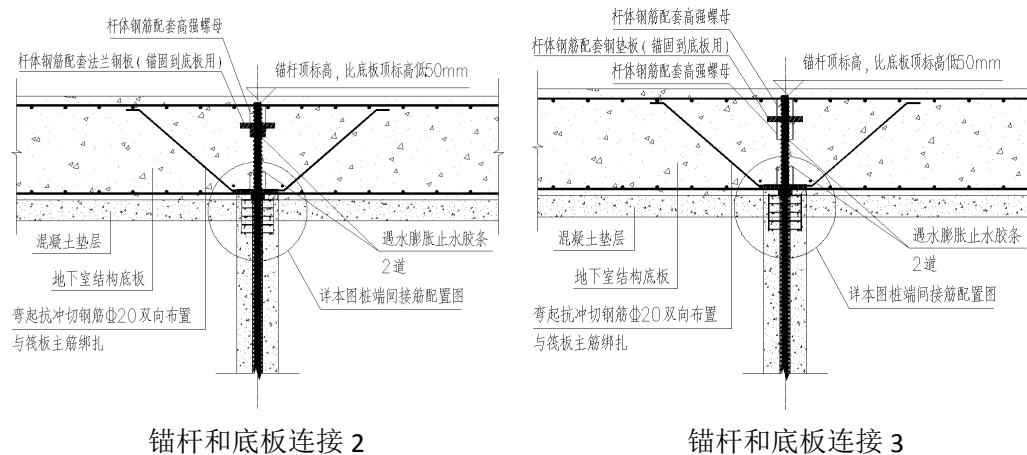 杆体钢筋配套高强螺母
杆体钢筋配套法兰钢板(锚固到底板用)
锚杆顶标高,比底板顶标高低50mm
混凝土垫层
地下室结构底板
弯起抗冲切钢筋Φ20双向布置
与筏板主筋绑扎
遇水膨胀止水胶条
2道
详本图桩端间接筋配置图
锚杆和底板连接2
杆体钢筋配套高强螺母
杆体钢筋配套钢垫板(锚固到底板用)
杆体钢筋配套高强螺母
锚杆顶标高,比底板顶标高低50mm
混凝土垫层
地下室结构底板
弯起抗冲切钢筋Φ20双向布置
与筏板主筋绑扎
遇水膨胀止水胶条
2道
详本图桩端间接筋配置图
锚杆和底板连接3